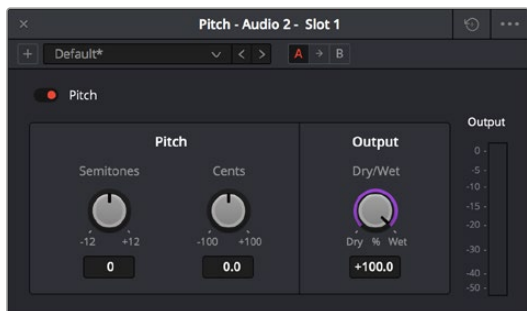 Pitch - Audio 2 - Slot 1
Default*
A B
Pitch
Output
Pitch
Output
Semitones
Cents
Dry/Wet
-12 +12
-100 +100
Dry % Wet
0
0.0
+100.0
0 -
-5 -
-10 -
-15 -
-20 -
-30 -
-40 -
-50 -